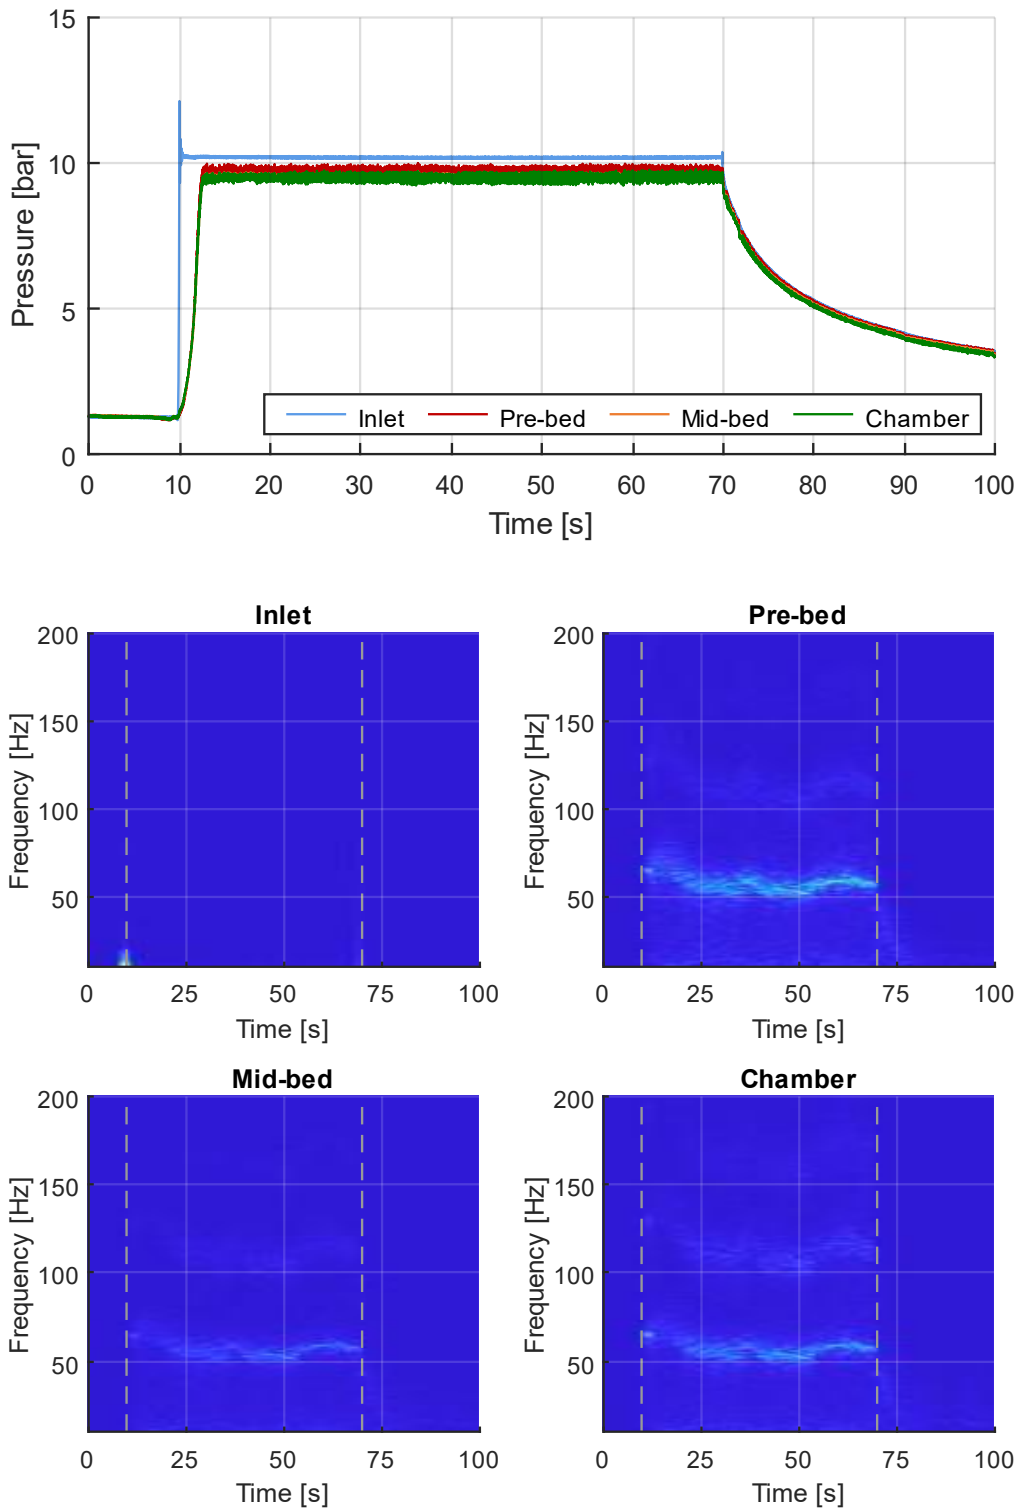 15
10
5
0
Pressure [bar]
Inlet Pre-bed Mid-bed Chamber
0 10 20 30 40 50 60 70 80 90 100
Time [s]
Inlet
200
150
100
50
Frequency [Hz]
0 25 50 75 100
Time [s]
Pre-bed
200
150
100
50
Frequency [Hz]
0 25 50 75 100
Time [s]
Mid-bed
200
150
100
50
Frequency [Hz]
0 25 50 75 100
Time [s]
Chamber
200
150
100
50
Frequency [Hz]
0 25 50 75 100
Time [s]